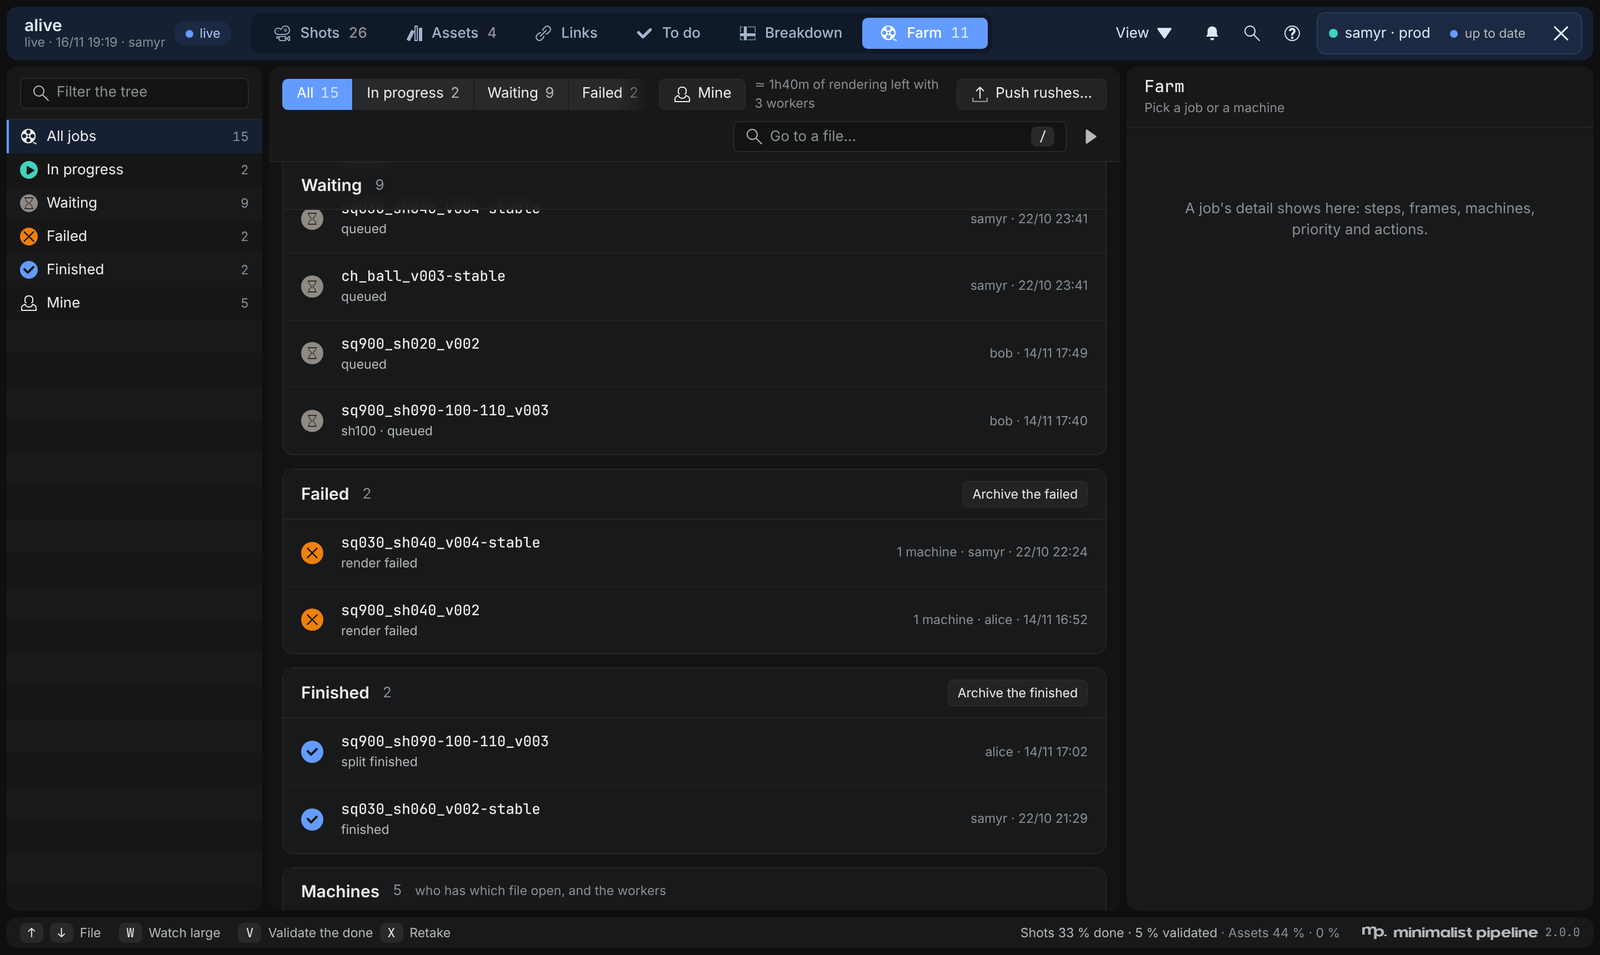 alive
live · 16/11 19:19 · samyr
live
Shots 26
Assets 4
Links
To do
Breakdown
Farm 11
View
samyr · prod
up to date
Filter the tree
All jobs 15
In progress 2
Waiting 9
Failed 2
Finished 2
Mine 5
All 15
In progress 2
Waiting 9
Failed 2
Mine
≃ 1h40m of rendering left with
3 workers
Push rushes...
Go to a file... /
Waiting 9
sq030_sh040_v004-stable
queued
samyr · 22/10 23:41
ch_ball_v003-stable
queued
samyr · 22/10 23:41
sq900_sh020_v002
queued
bob · 14/11 17:49
sq900_sh090-100-110_v003
sh100 · queued
bob · 14/11 17:40
Failed 2
Archive the failed
sq030_sh040_v004-stable
render failed
1 machine · samyr · 22/10 22:24
sq900_sh040_v002
render failed
1 machine · alice · 14/11 16:52
Finished 2
Archive the finished
sq900_sh090-100-110_v003
split finished
alice · 14/11 17:02
sq030_sh060_v002-stable
finished
samyr · 22/10 21:29
Machines 5 who has which file open, and the workers
Farm
Pick a job or a machine
A job's detail shows here: steps, frames, machines,
priority and actions.
↑ ↓ File W Watch large V Validate the done X Retake
Shots 33 % done · 5 % validated · Assets 44 % · 0 %
mp. minimalist pipeline 2.0.0